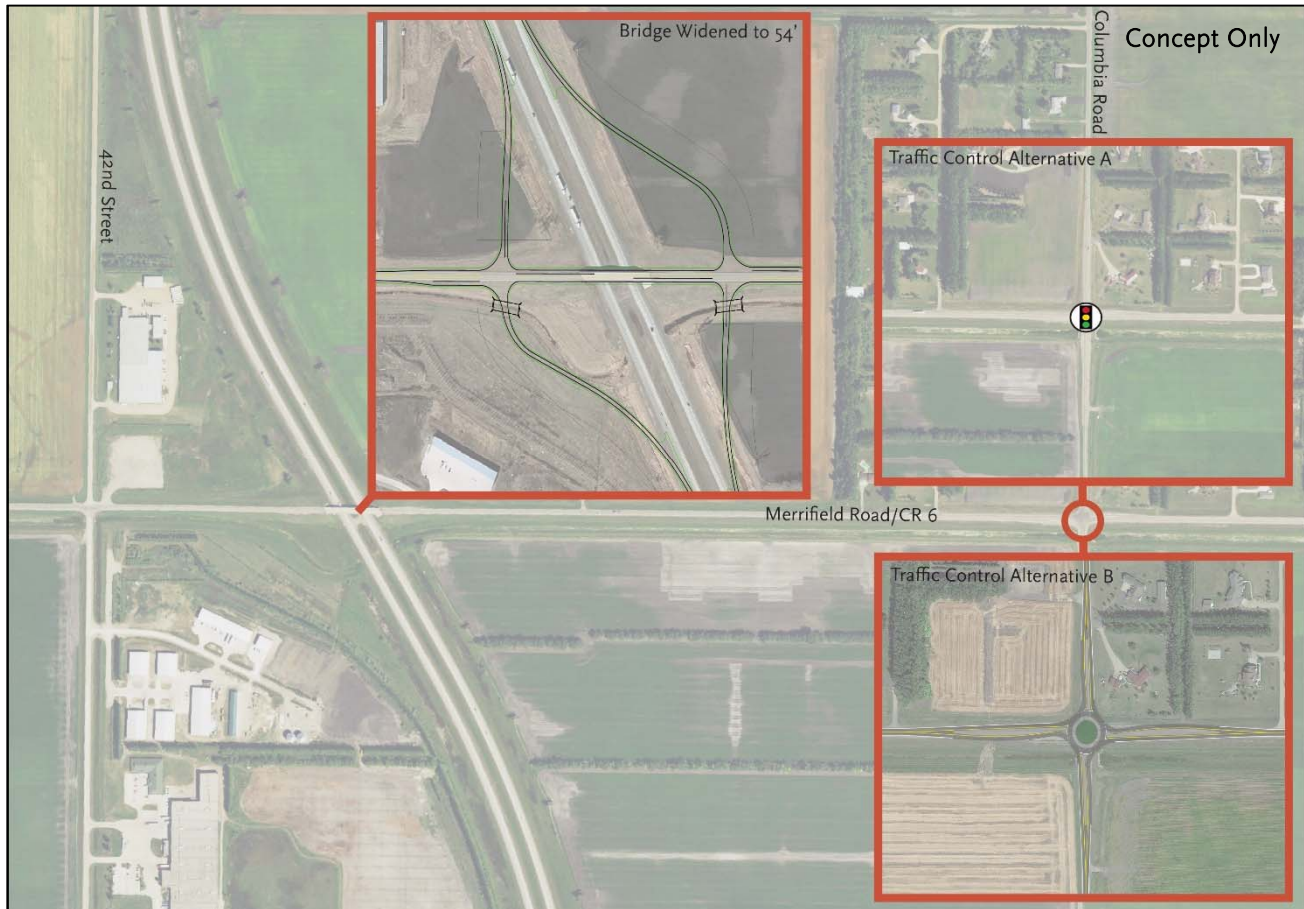 Bridge Widened to 54'
Columbia Road
Concept Only
Traffic Control Alternative A
42nd Street
Merrifield Road/CR 6
Traffic Control Alternative B